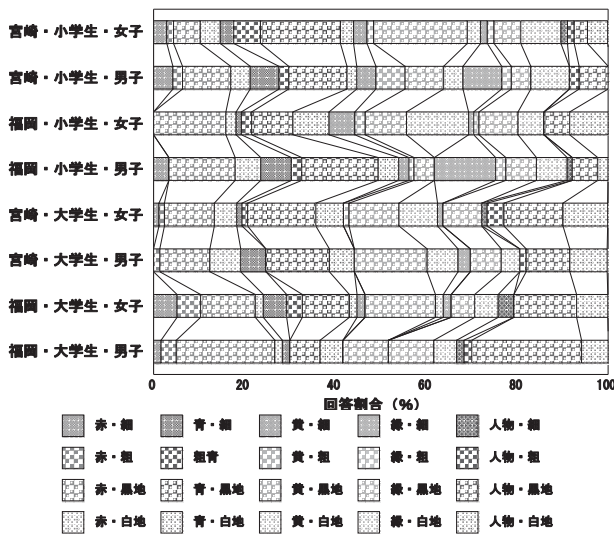 宮崎・小学生・女子
宮崎・小学生・男子
福岡・小学生・女子
福岡・小学生・男子
宮崎・大学生・女子
宮崎・大学生・男子
福岡・大学生・女子
福岡・大学生・男子
0 20 40 60 80 100
回答割合（%）
赤・細 青・細 黄・細 緑・細 人物・細
赤・粗 粗青 黄・粗 緑・粗 人物・粗
赤・黒地 青・黒地 黄・黒地 緑・黒地 人物・黒地
赤・白地 青・白地 黄・白地 緑・白地 人物・白地